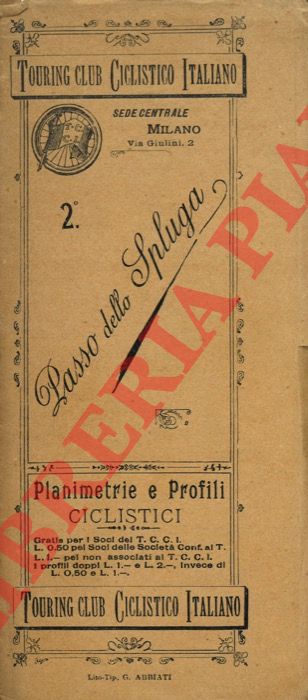 TOURING CLUB CICLISTICO ITALIANO
SEDE CENTRALE
MILANO
Via Giulini, 2
2°
Passo dello Spluga
Planimetrie e Profili
CICLISTICI
Gratis per i Soci del T. C. C. I.
L. 0,50 pei Soci delle Società Conf. al T.
L. 1.— pei non associati al T. C. C. I.
I profili doppi L. 1.— e L. 2.—, invece di
L. 0,50 e L. 1.—.
TOURING CLUB CICLISTICO ITALIANO
Lito-Tip. G. ABBIATI
LIBRERIA PIA